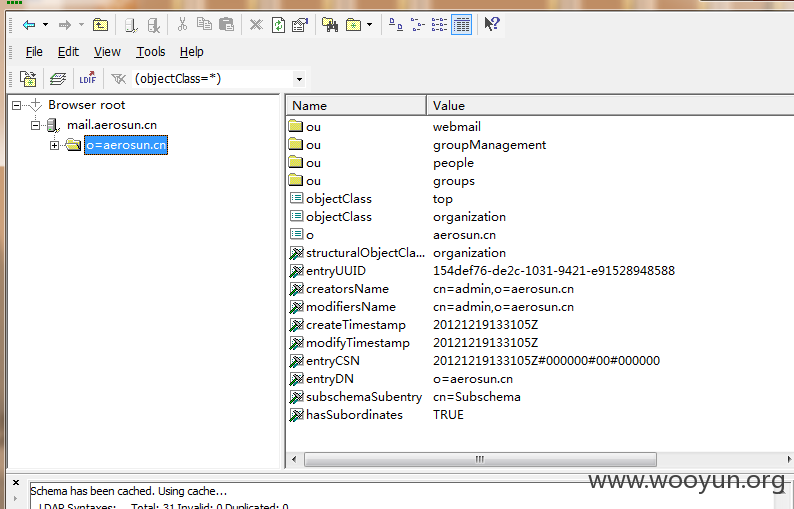 File Edit View Tools Help
LDIF (objectClass=*)
Browser root
mail.aerosun.cn
o=aerosun.cn
Name Value
ou webmail
ou groupManagement
ou people
ou groups
objectClass top
objectClass organization
o aerosun.cn
structuralObjectCla... organization
entryUUID 154def76-de2c-1031-9421-e91528948588
creatorsName cn=admin,o=aerosun.cn
modifiersName cn=admin,o=aerosun.cn
createTimestamp 20121219133105Z
modifyTimestamp 20121219133105Z
entryCSN 20121219133105Z#000000#00#000000
entryDN o=aerosun.cn
subschemaSubentry cn=Subschema
hasSubordinates TRUE
www.wooyun.org
Schema has been cached. Using cache...
LDAP Syntaxes: Total: 31 Invalid: 0 Duplicated: 0